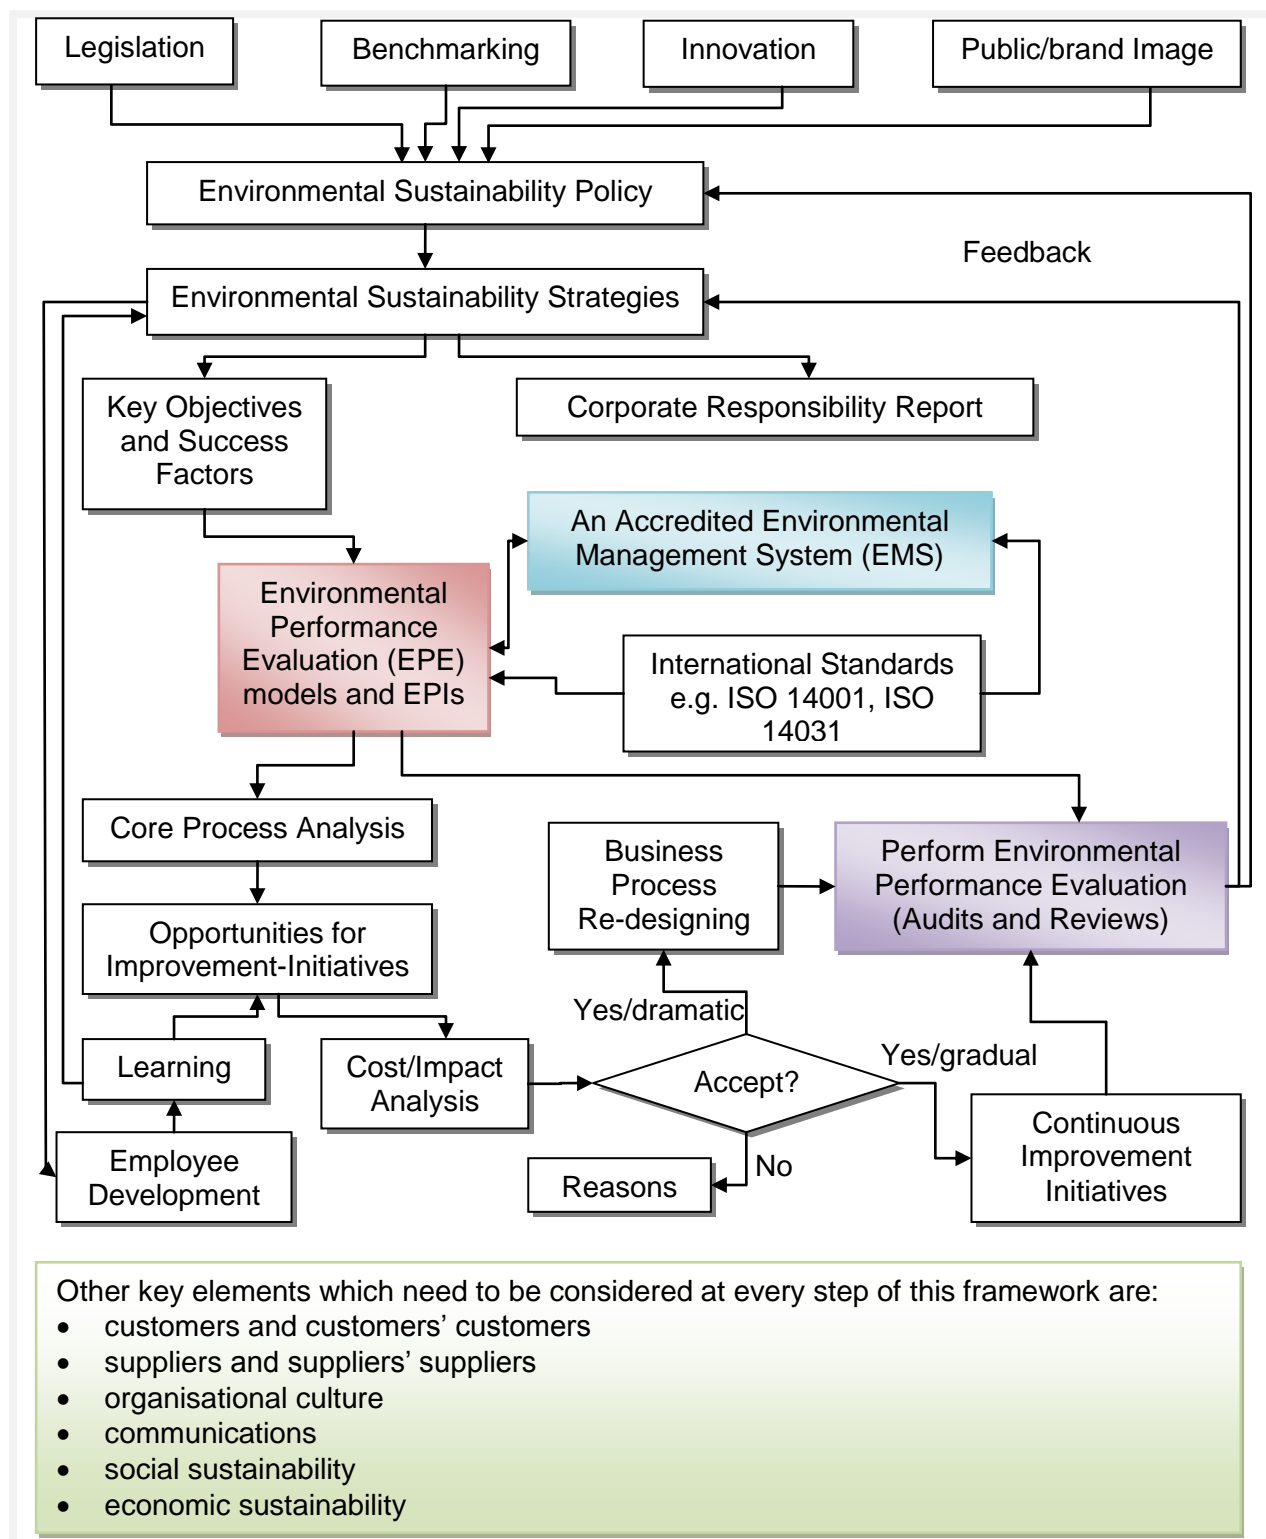 Legislation
Benchmarking
Innovation
Public/brand Image
Environmental Sustainability Policy
Feedback
Environmental Sustainability Strategies
Key Objectives
and Success
Factors
Corporate Responsibility Report
An Accredited Environmental
Management System (EMS)
Environmental
Performance
Evaluation (EPE)
models and EPIs
International Standards
e.g. ISO 14001, ISO
14031
Core Process Analysis
Business
Process
Re-designing
Perform Environmental
Performance Evaluation
(Audits and Reviews)
Opportunities for
Improvement-Initiatives
Yes/dramatic
Learning
Cost/Impact
Analysis
Accept?
Yes/gradual
Continuous
Improvement
Initiatives
Employee
Development
Reasons
No
Other key elements which need to be considered at every step of this framework are:
• customers and customers’ customers
• suppliers and suppliers’ suppliers
• organisational culture
• communications
• social sustainability
• economic sustainability